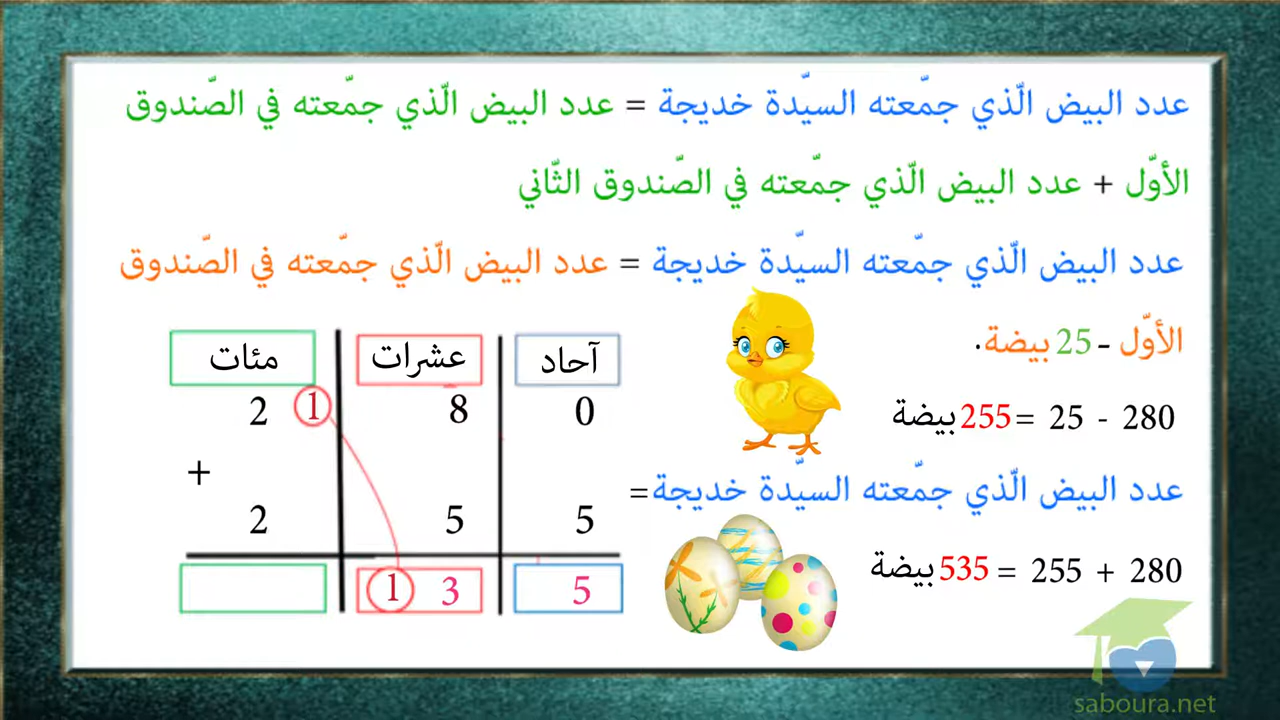 عدد البيض الّذي جمّعته السيّدة خديجة = عدد البيض الّذي جمّعته في الصّندوق
الأوّل + عدد البيض الّذي جمّعته في الصّندوق الثّاني
عدد البيض الّذي جمّعته السيّدة خديجة = عدد البيض الّذي جمّعته في الصّندوق
الأوّل - 25 بيضة.
280 - 25 = 255 بيضة
عدد البيض الّذي جمّعته السيّدة خديجة =
280 + 255 = 535 بيضة
آحاد عشرات مئات
2 1 8 0
+
2 5 5
1 3 5
saboura.net